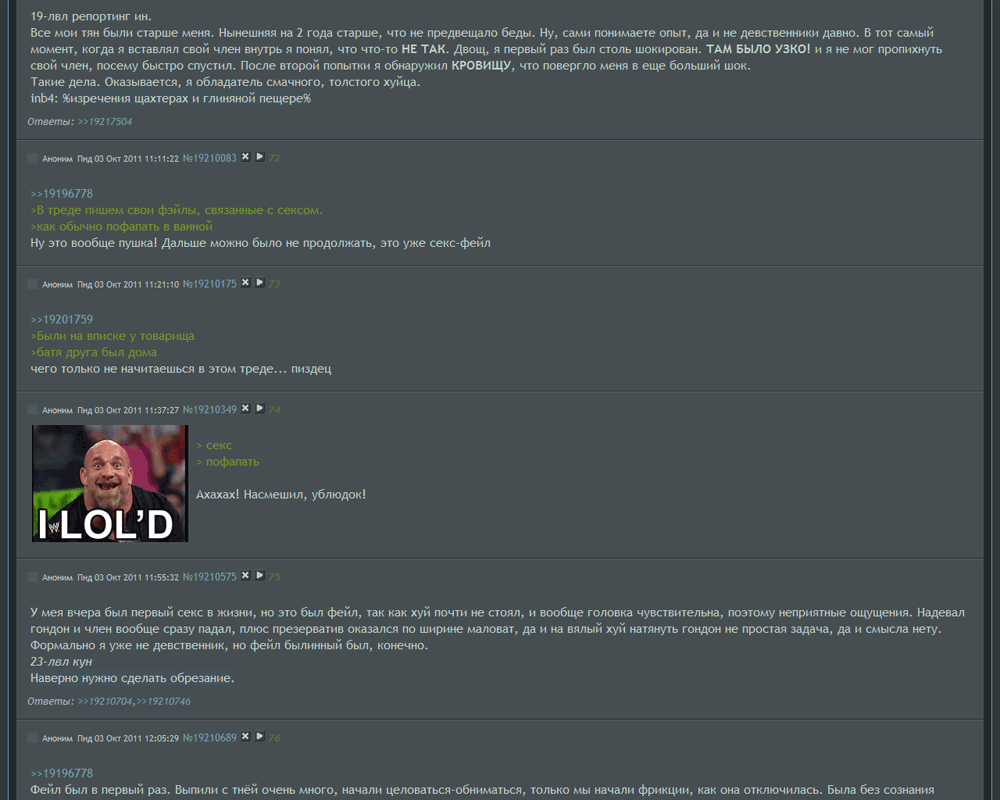 19-лвл репортинг ин.
Все мои тян были старше меня. Нынешняя на 2 года старше, что не предвещало беды. Ну, сами понимаете опыт, да и не девственники давно. В тот самый
момент, когда я вставлял свой член внутрь я понял, что что-то НЕ ТАК. Двощ, я первый раз был столь шокирован. ТАМ БЫЛО УЗКО! и я не мог пропихнуть
свой член, посему быстро спустил. После второй попытки я обнаружил КРОВИЩУ, что повергло меня в еще больший шок.
Такие дела. Оказывается, я обладатель смачного, толстого хуйца.
inb4: %изречения щахтерах и глиняной пещере%
Ответы: >>19217504
Аноним Пнд 03 Окт 2011 11:11:22 №19210083 72
>>19196778
>В треде пишем свои фэйлы, связанные с сексом.
>как обычно пофапать в ванной
Ну это вообще пушка! Дальше можно было не продолжать, это уже секс-фейл
Аноним Пнд 03 Окт 2011 11:21:10 №19210175 73
>>19201759
>Были на вписке у товарища
>батя друга был дома
чего только не начитаешься в этом треде... пиздец
Аноним Пнд 03 Окт 2011 11:37:27 №19210349 74
> секс
> пофапать
Ахахах! Насмешил, ублюдок!
I LOL'D
Аноним Пнд 03 Окт 2011 11:55:32 №19210575 75
У мея вчера был первый секс в жизни, но это был фейл, так как хуй почти не стоял, и вообще головка чувствительна, поэтому неприятные ощущения. Надевал
гондон и член вообще сразу падал, плюс презерватив оказался по ширине маловат, да и на вялый хуй натянуть гондон не простая задача, да и смысла нету.
Формально я уже не девственник, но фейл былинный был, конечно.
23-лвл кун
Наверно нужно сделать обрезание.
Ответы: >>19210704,>>19210746
Аноним Пнд 03 Окт 2011 12:05:29 №19210689 76
>>19196778
Фейл был в первый раз. Выпили с тнёй очень много, начали целоваться-обниматься, только мы начали фрикции, как она отключилась. Была без сознания